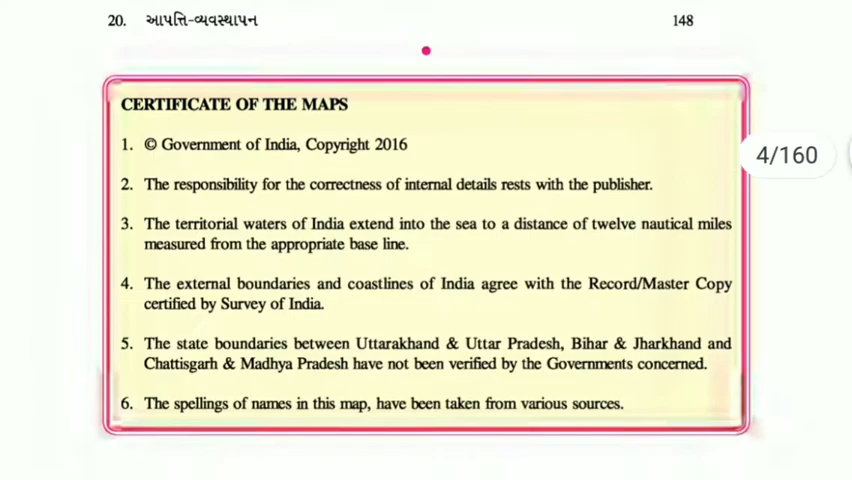 20. આપત્તિ-વ્યવસ્થાપન 148
CERTIFICATE OF THE MAPS
1. © Government of India, Copyright 2016
4/160
2. The responsibility for the correctness of internal details rests with the publisher.
3. The territorial waters of India extend into the sea to a distance of twelve nautical miles
measured from the appropriate base line.
4. The external boundaries and coastlines of India agree with the Record/Master Copy
certified by Survey of India.
5. The state boundaries between Uttarakhand & Uttar Pradesh, Bihar & Jharkhand and
Chattisgarh & Madhya Pradesh have not been verified by the Governments concerned.
6. The spellings of names in this map, have been taken from various sources.